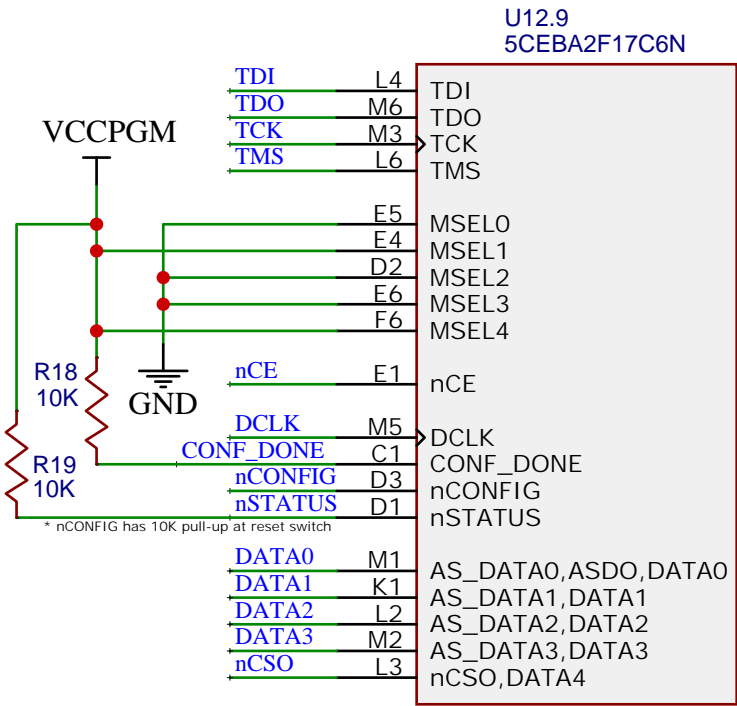 U12.9
5CEBA2F17C6N
TDI L4 TDI
TDO M6 TDO
TCK M3 TCK
TMS L6 TMS
VCCPGM
E5 MSEL0
E4 MSEL1
D2 MSEL2
E6 MSEL3
F6 MSEL4
R18
10K
GND
nCE E1 nCE
DCLK M5 DCLK
CONF_DONE C1 CONF_DONE
nCONFIG D3 nCONFIG
nSTATUS D1 nSTATUS
R19
10K
* nCONFIG has 10K pull-up at reset switch
DATA0 M1 AS_DATA0,ASDO,DATA0
DATA1 K1 AS_DATA1,DATA1
DATA2 L2 AS_DATA2,DATA2
DATA3 M2 AS_DATA3,DATA3
nCSO L3 nCSO,DATA4